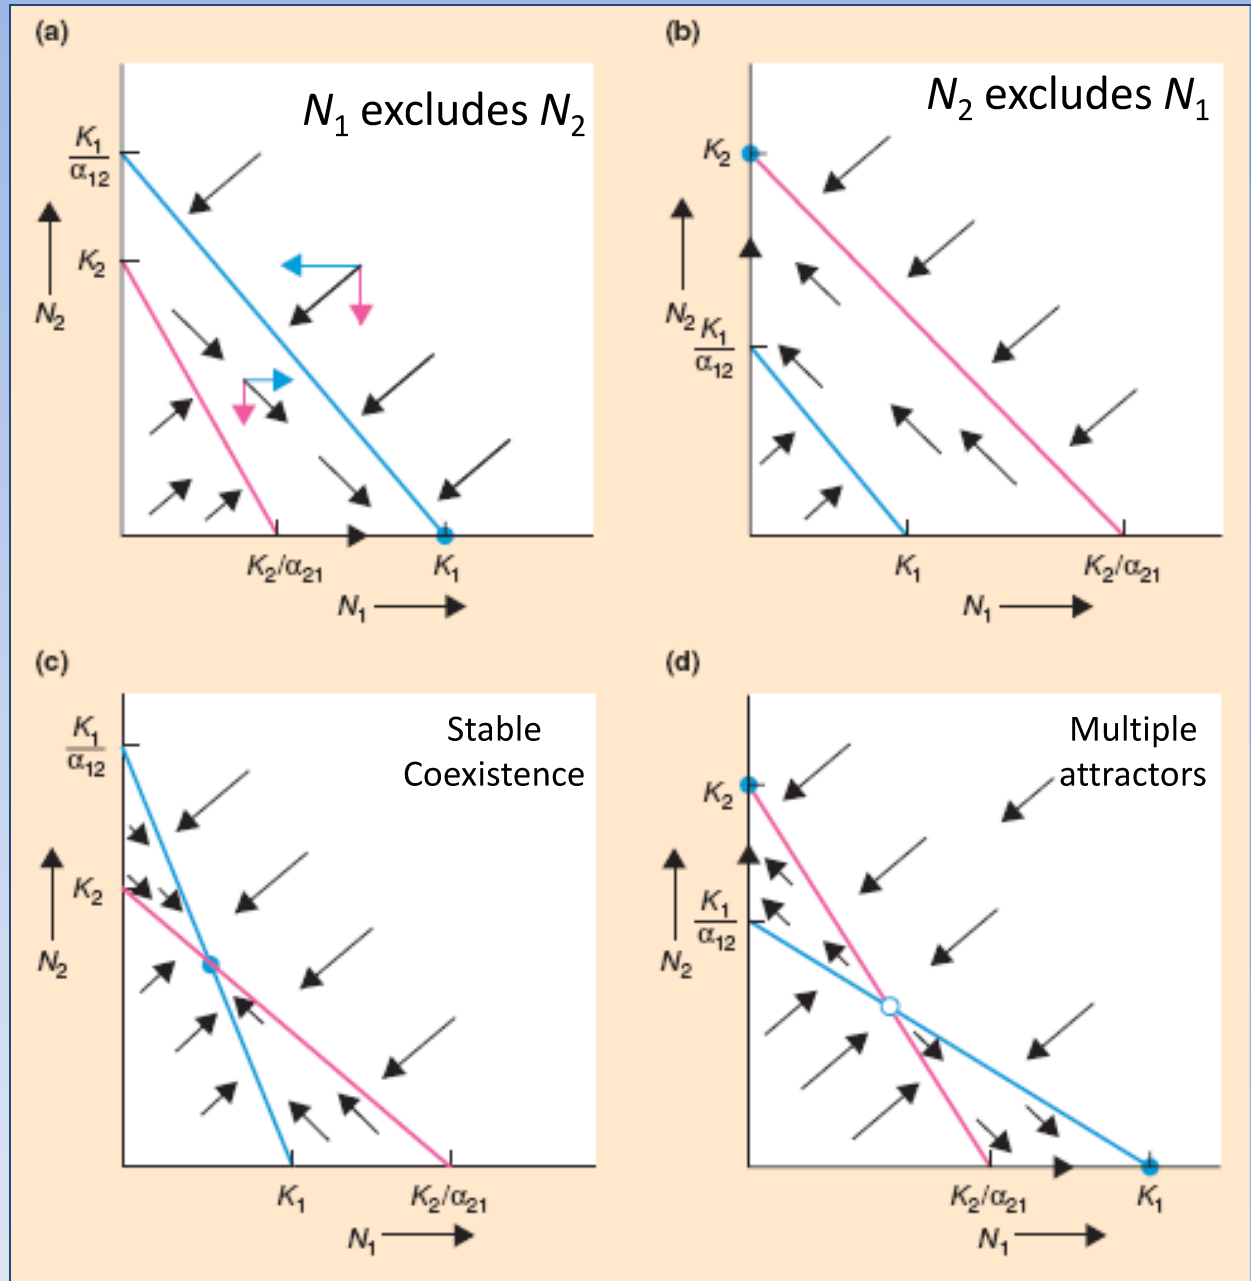 (a)
N1 excludes N2
K1
α12
K2
N2
K2/α21
K1
N1
(b)
N2 excludes N1
K2
N2
K1
α12
K1
K2/α21
N1
(c)
Stable
Coexistence
K1
α12
K2
N2
K1
K2/α21
N1
(d)
Multiple
attractors
K2
K1
α12
N2
K2/α21
K1
N1